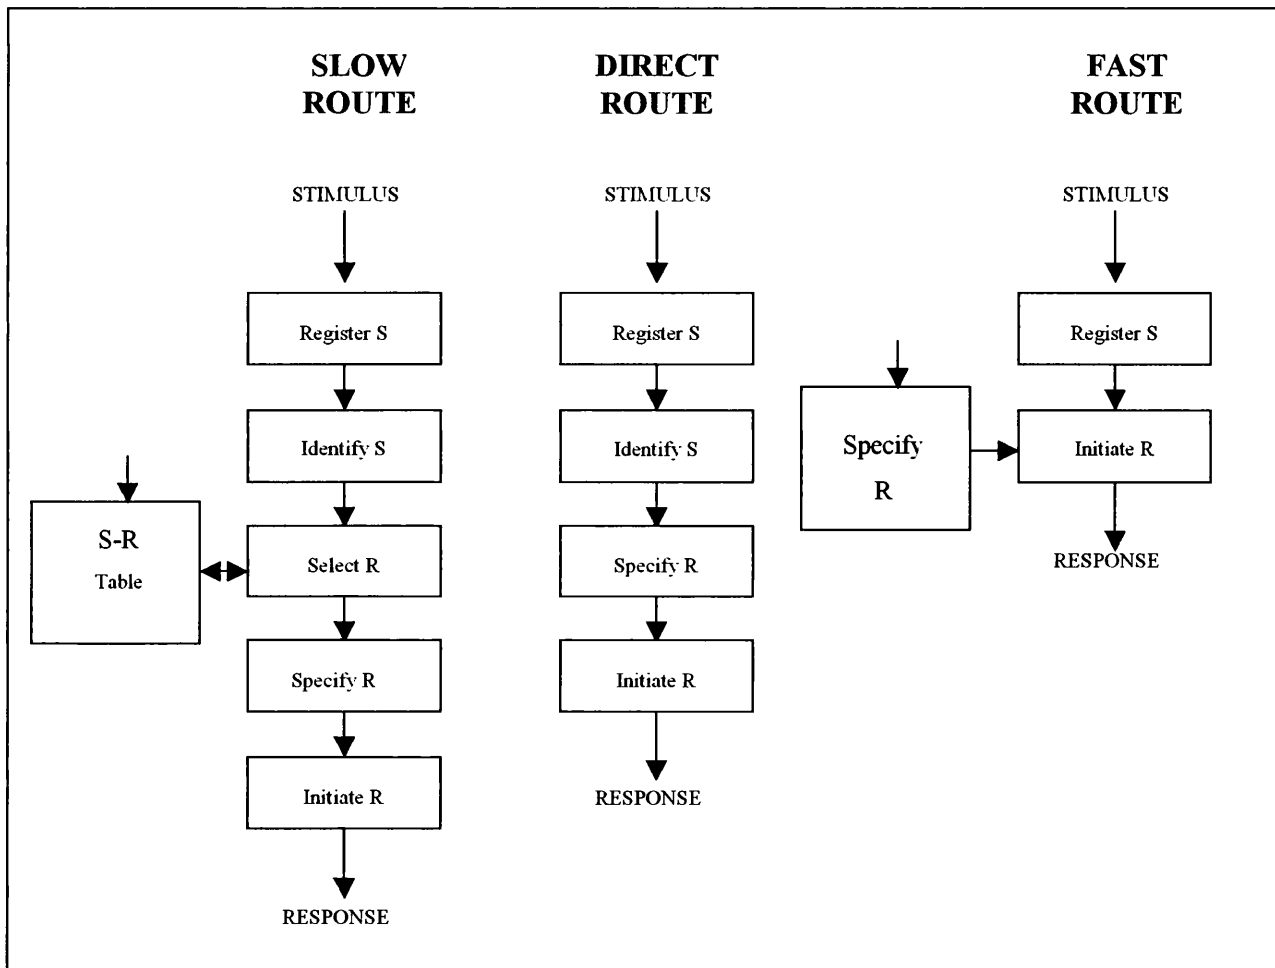 SLOW
ROUTE
STIMULUS
Register S
Identify S
S-R
Table
Select R
Specify R
Initiate R
RESPONSE
DIRECT
ROUTE
STIMULUS
Register S
Identify S
Specify R
Initiate R
RESPONSE
FAST
ROUTE
STIMULUS
Register S
Specify
R
Initiate R
RESPONSE